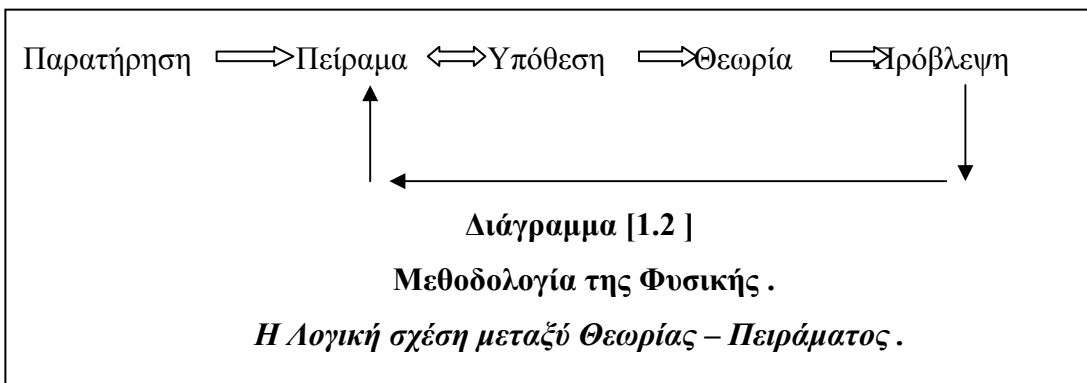 Παρατήρηση Πείραμα Υπόθεση Θεωρία Πρόβλεψη
Διάγραμμα [1.2 ]
Μεθοδολογία της Φυσικής .
Η Λογική σχέση μεταξύ Θεωρίας – Πειράματος .